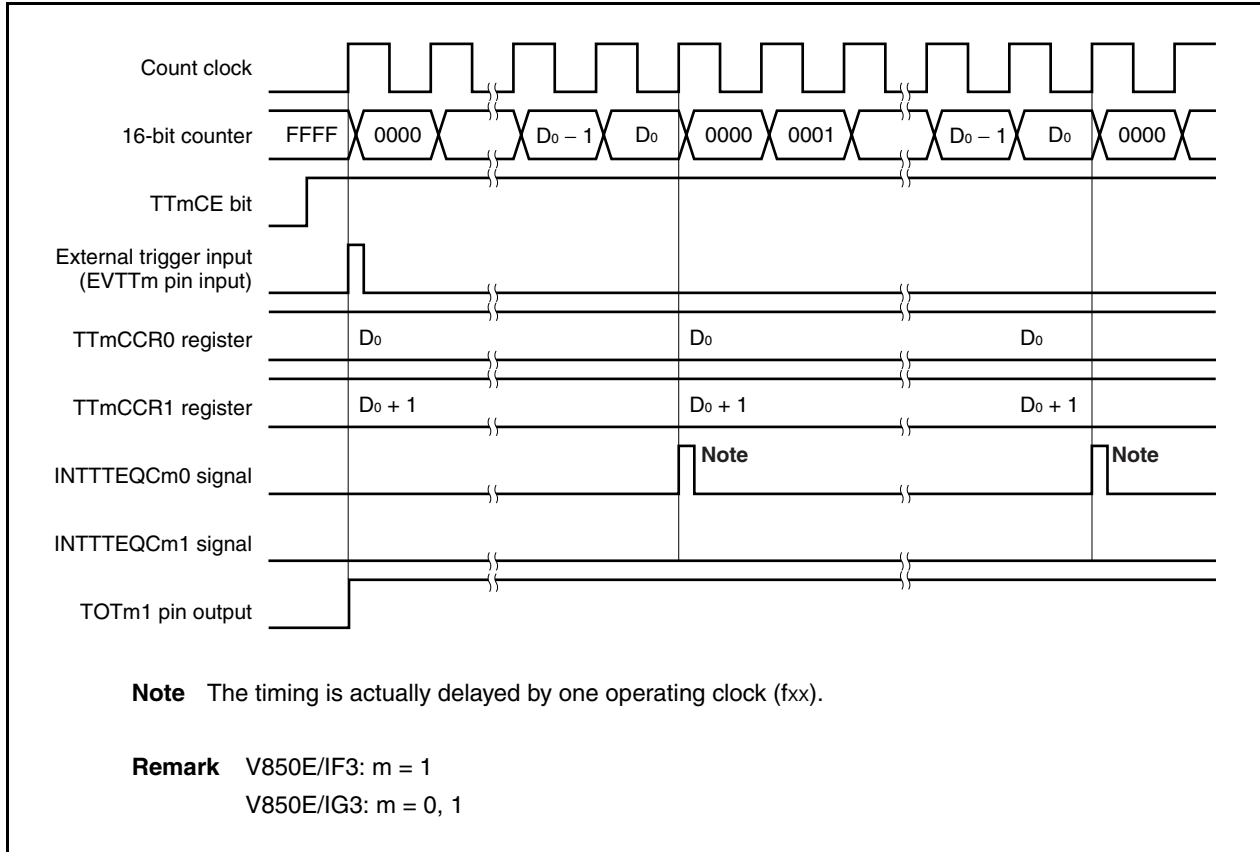 Count clock
16-bit counter FFFF 0000 D₀ − 1 D₀ 0000 0001 D₀ − 1 D₀ 0000
TTmCE bit
External trigger input
(EVTTm pin input)
TTmCCR0 register D₀ D₀ D₀
TTmCCR1 register D₀ + 1 D₀ + 1 D₀ + 1
INTTTEQCm0 signal Note Note
INTTTEQCm1 signal
TOTm1 pin output
Note The timing is actually delayed by one operating clock (fxx).
Remark V850E/IF3: m = 1
V850E/IG3: m = 0, 1